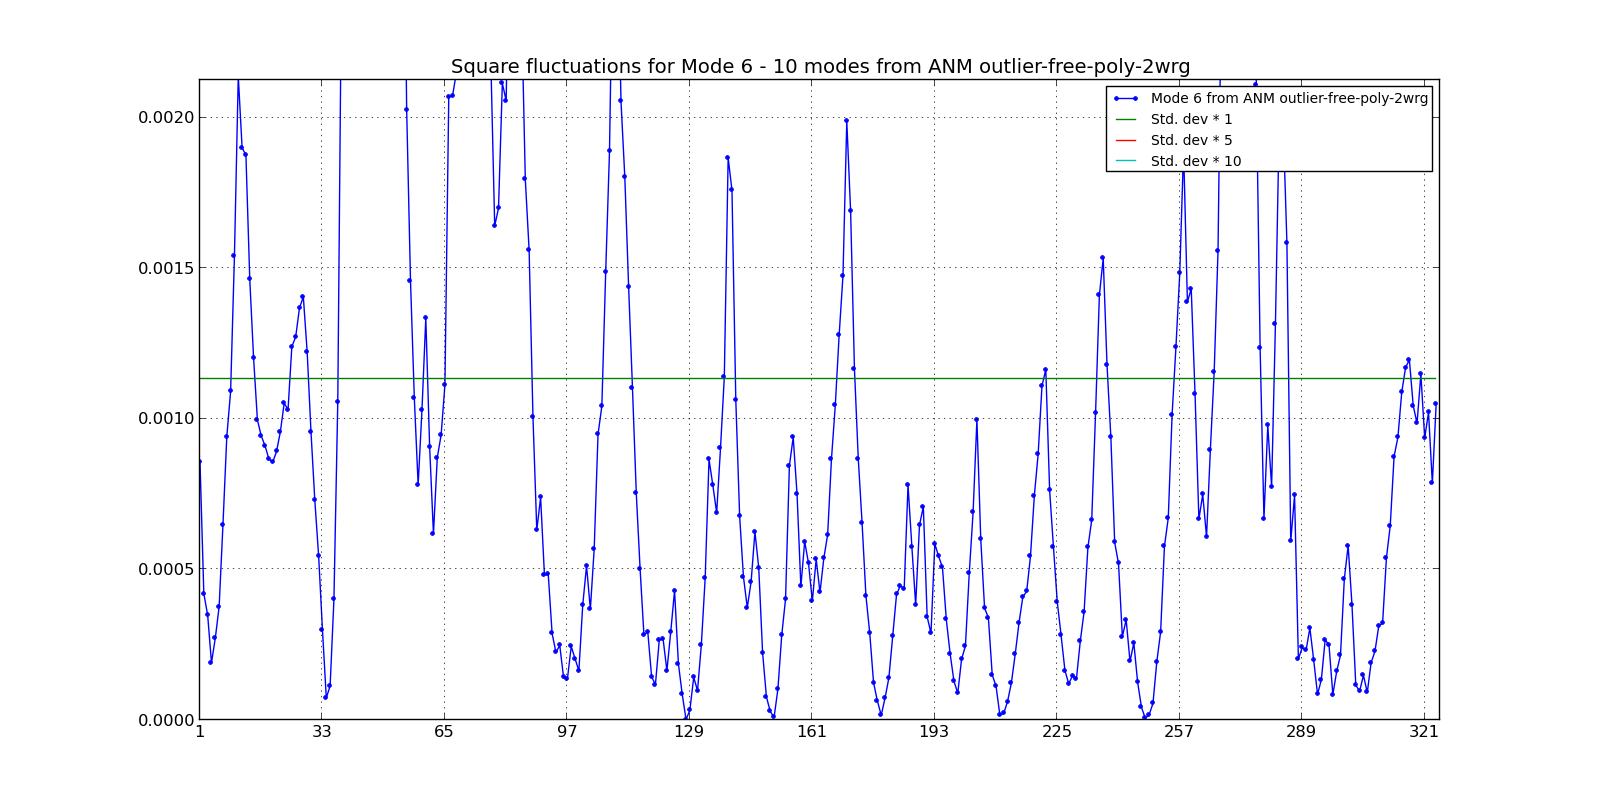 Square fluctuations for Mode 6 - 10 modes from ANM outlier-free-poly-2wrg
Mode 6 from ANM outlier-free-poly-2wrg
Std. dev * 1
Std. dev * 5
Std. dev * 10
0.0020
0.0015
0.0010
0.0005
0.0000
1 33 65 97 129 161 193 225 257 289 321